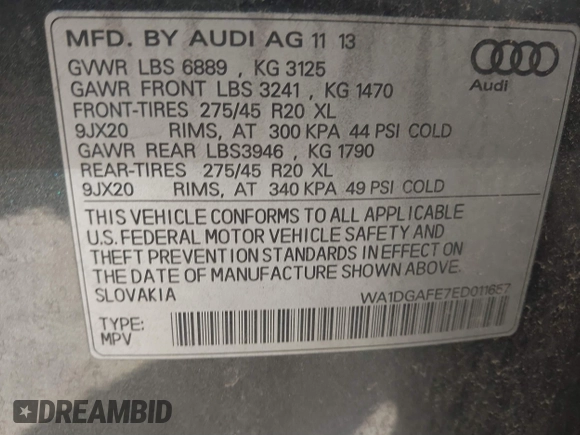 MFD. BY AUDI AG 11 13
GVWR LBS 6889 , KG 3125
GAWR FRONT LBS 3241 , KG 1470
FRONT-TIRES 275/45 R20 XL
9JX20 RIMS, AT 300 KPA 44 PSI COLD
GAWR REAR LBS3946 , KG 1790
REAR-TIRES 275/45 R20 XL
9JX20 RIMS, AT 340 KPA 49 PSI COLD
THIS VEHICLE CONFORMS TO ALL APPLICABLE
U.S. FEDERAL MOTOR VEHICLE SAFETY AND
THEFT PREVENTION STANDARDS IN EFFECT ON
THE DATE OF MANUFACTURE SHOWN ABOVE.
SLOVAKIA
WA1DGAFE7ED011657
TYPE:
MPV
Audi
DREAMBID